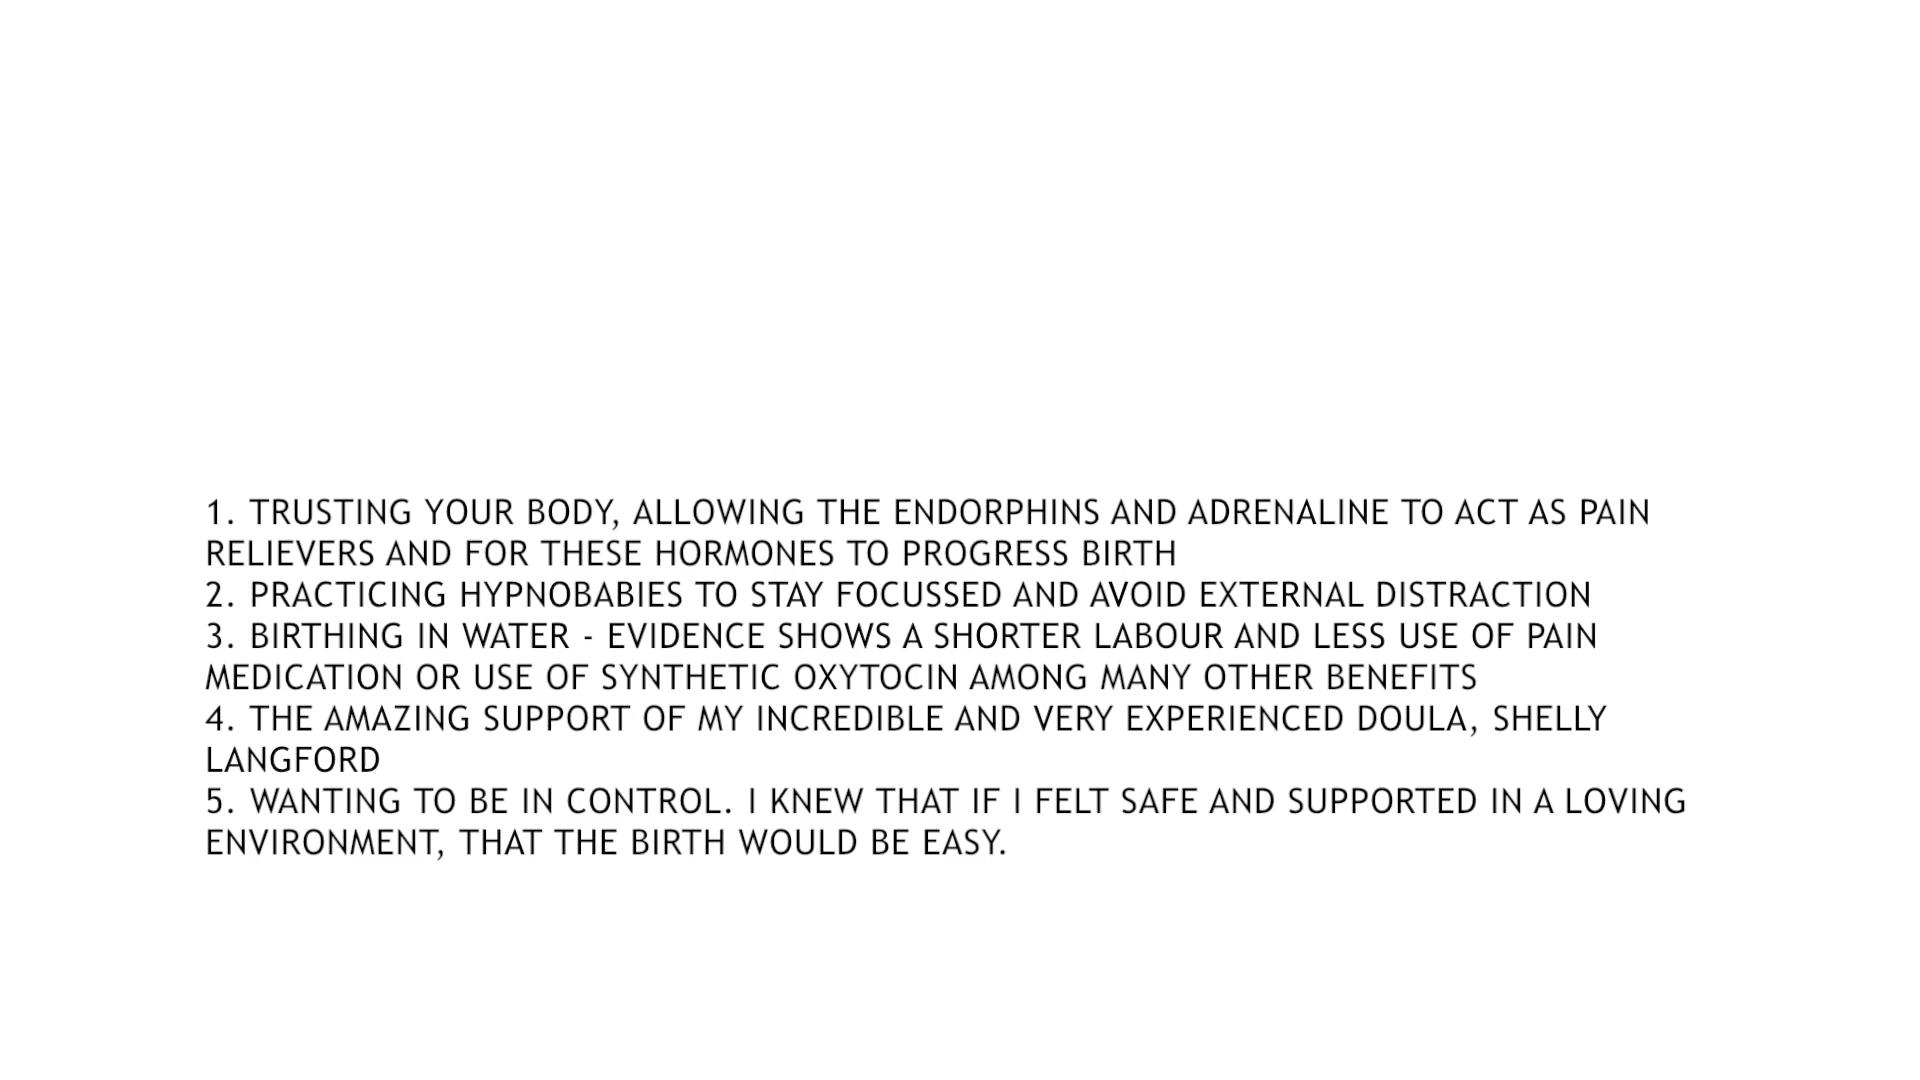 1. TRUSTING YOUR BODY, ALLOWING THE ENDORPHINS AND ADRENALINE TO ACT AS PAIN
RELIEVERS AND FOR THESE HORMONES TO PROGRESS BIRTH
2. PRACTICING HYPNOBABIES TO STAY FOCUSSED AND AVOID EXTERNAL DISTRACTION
3. BIRTHING IN WATER - EVIDENCE SHOWS A SHORTER LABOUR AND LESS USE OF PAIN
MEDICATION OR USE OF SYNTHETIC OXYTOCIN AMONG MANY OTHER BENEFITS
4. THE AMAZING SUPPORT OF MY INCREDIBLE AND VERY EXPERIENCED DOULA, SHELLY
LANGFORD
5. WANTING TO BE IN CONTROL. I KNEW THAT IF I FELT SAFE AND SUPPORTED IN A LOVING
ENVIRONMENT, THAT THE BIRTH WOULD BE EASY.